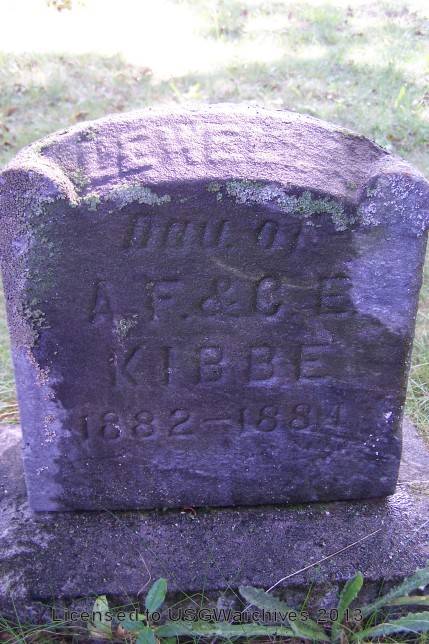 DAU. OF
A.F. & C.E.
KIBBE
1882-1884
Licensed to USGWarchives 2013